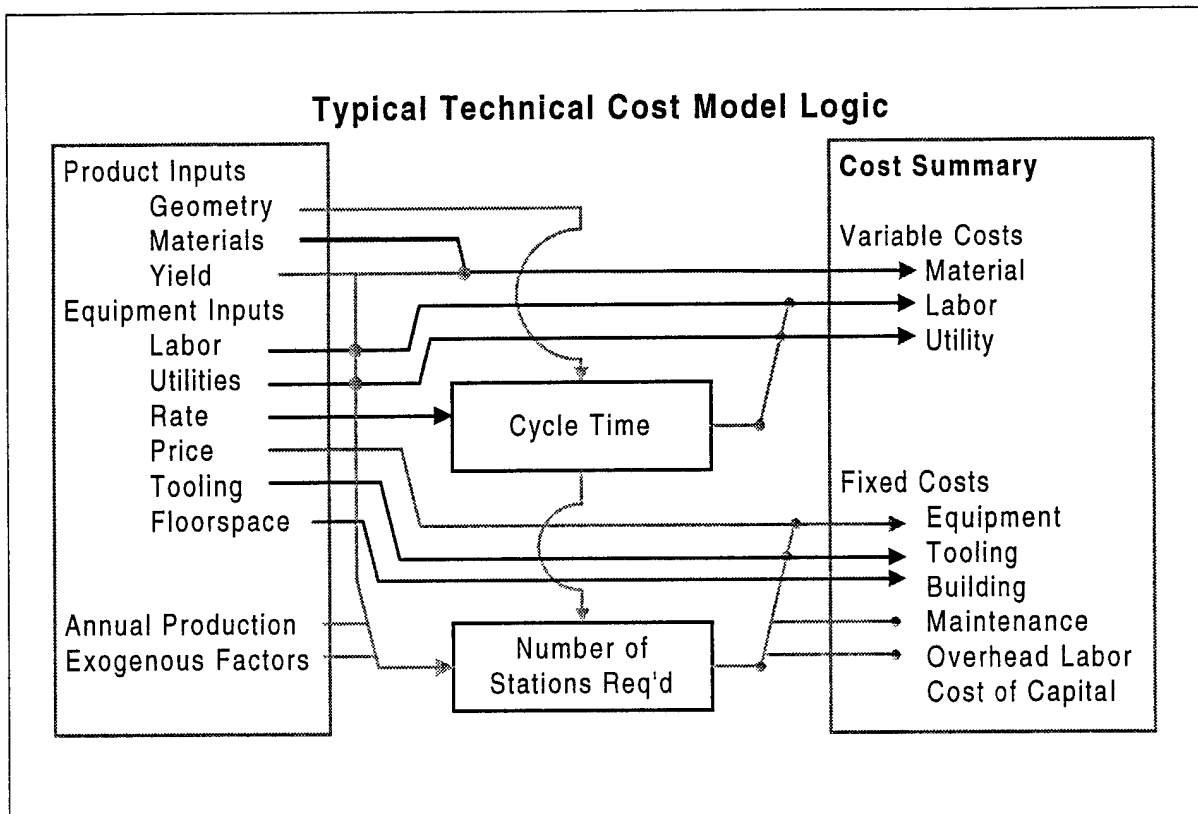 Typical Technical Cost Model Logic
Product Inputs
Geometry
Materials
Yield
Equipment Inputs
Labor
Utilities
Rate
Price
Tooling
Floorspace
Annual Production
Exogenous Factors
Cycle Time
Number of
Stations Req'd
Cost Summary
Variable Costs
Material
Labor
Utility
Fixed Costs
Equipment
Tooling
Building
Maintenance
Overhead Labor
Cost of Capital